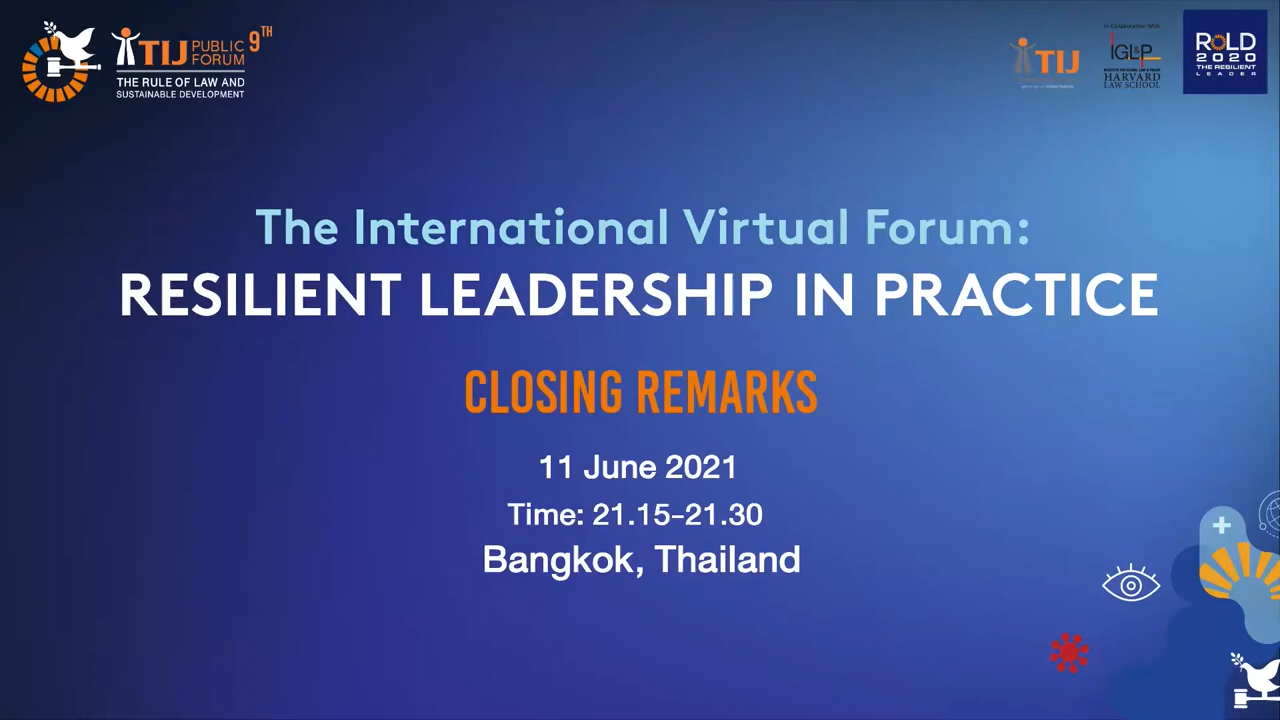 TIJ PUBLIC FORUM 9TH
THE RULE OF LAW AND
SUSTAINABLE DEVELOPMENT
TIJ
In Collaboration With
IGL&P
HARVARD
LAW SCHOOL
ROLD
2020
THE RESILIENT
LEADER
The International Virtual Forum:
RESILIENT LEADERSHIP IN PRACTICE
CLOSING REMARKS
11 June 2021
Time: 21.15-21.30
Bangkok, Thailand